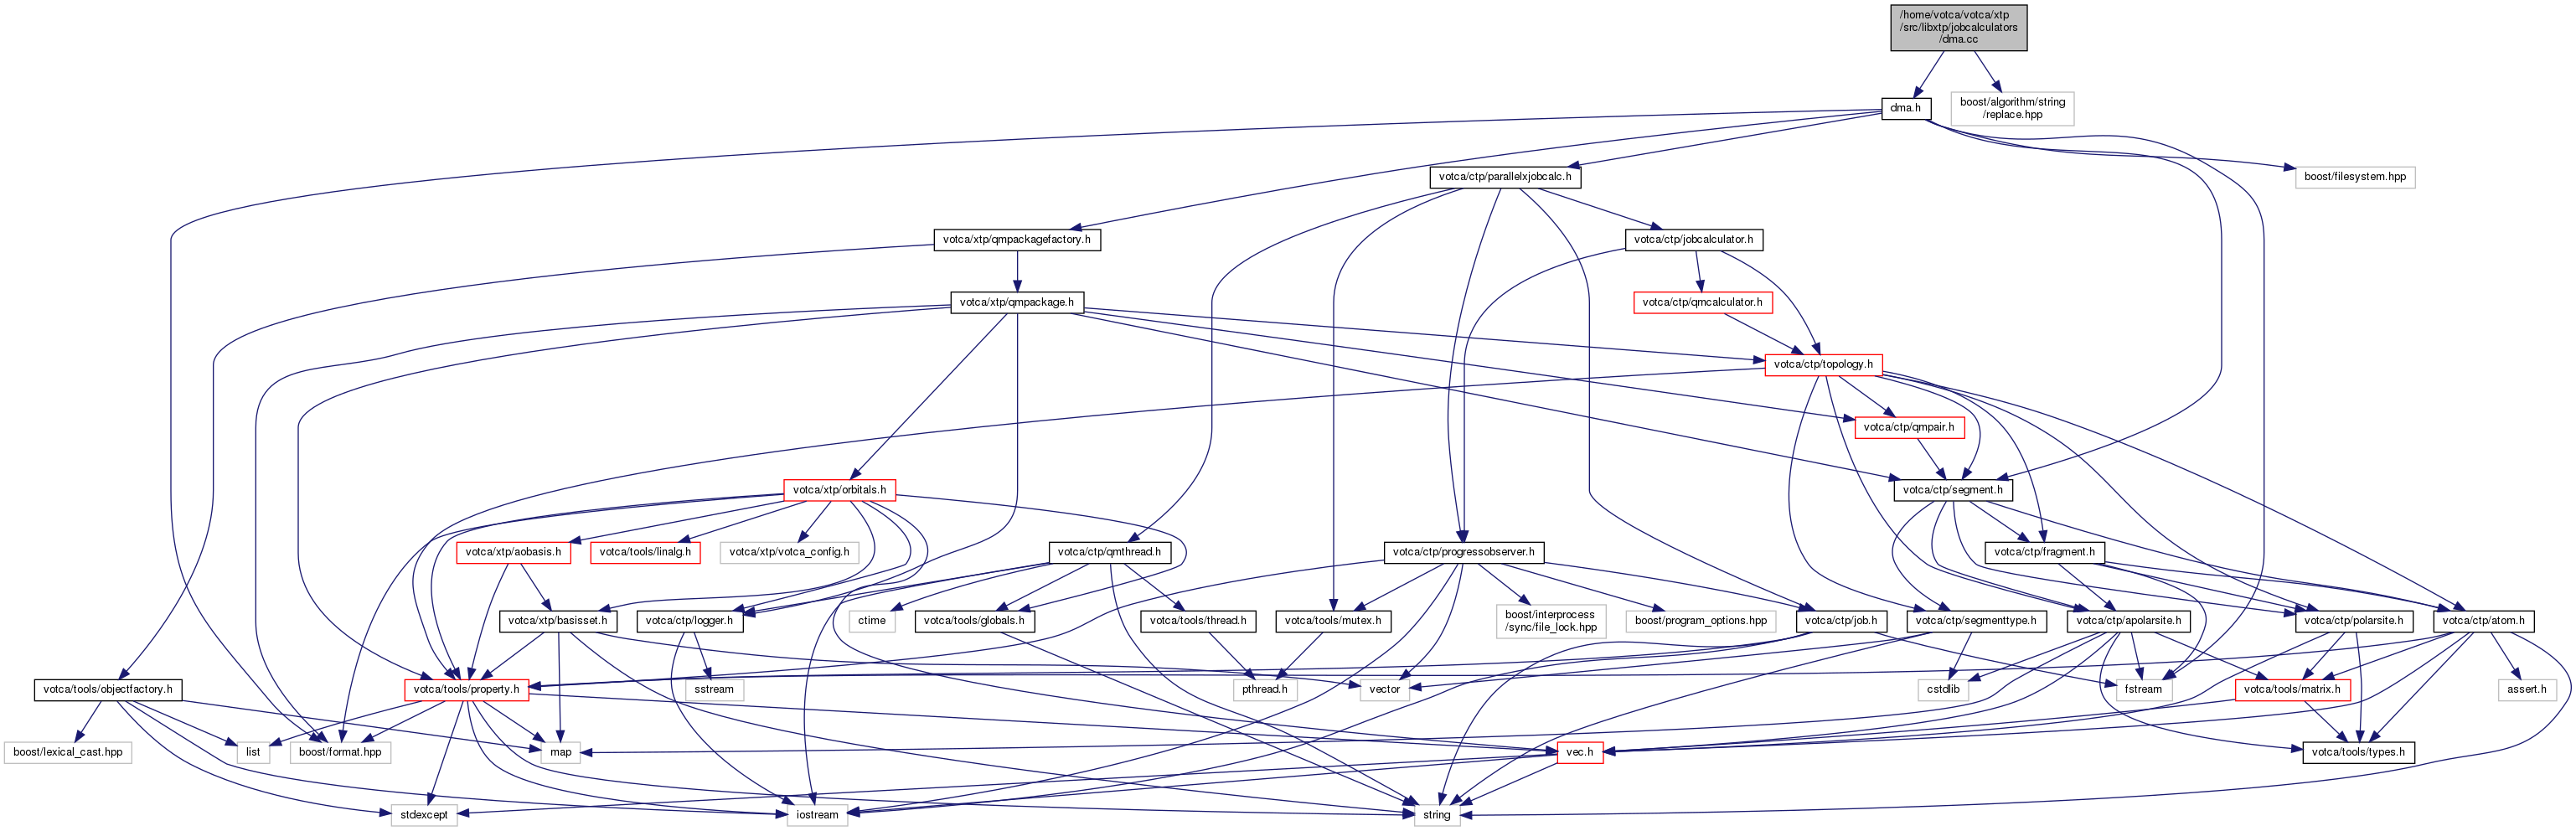 /home/votca/votca/xtp
/src/libxtp/jobcalculators
/dma.cc
dma.h
boost/algorithm/string
/replace.hpp
votca/ctp/parallelxjobcalc.h
boost/filesystem.hpp
votca/xtp/qmpackagefactory.h
votca/ctp/jobcalculator.h
votca/xtp/qmpackage.h
votca/ctp/qmcalculator.h
votca/ctp/topology.h
votca/ctp/qmpair.h
votca/xtp/orbitals.h
votca/ctp/segment.h
votca/xtp/aobasis.h
votca/tools/linalg.h
votca/xtp/votca_config.h
votca/ctp/qmthread.h
votca/ctp/progressobserver.h
votca/ctp/fragment.h
votca/xtp/basisset.h
votca/ctp/logger.h
ctime
votca/tools/globals.h
votca/tools/thread.h
votca/tools/mutex.h
boost/interprocess
/sync/file_lock.hpp
boost/program_options.hpp
votca/ctp/job.h
votca/ctp/segmenttype.h
votca/ctp/apolarsite.h
votca/ctp/polarsite.h
votca/ctp/atom.h
votca/tools/objectfactory.h
votca/tools/property.h
sstream
pthread.h
vector
cstdlib
fstream
votca/tools/matrix.h
assert.h
boost/lexical_cast.hpp
list
boost/format.hpp
map
vec.h
votca/tools/types.h
stdexcept
iostream
string